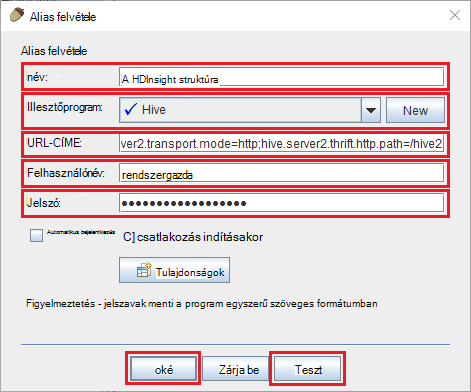 Alias felvétele
Alias felvétele
név: A HDInsight struktúra
Illesztőprogram: ✓ Hive New
URL-CÍME: ver2.transport.mode=http;hive.server2.thrift.http.path=/hive2
Felhasználónév: rendszergazda
Jelszó: ••••••••••••••••••
Automatikus bejelentkezés C] csatlakozás indításakor
Tulajdonságok
Figyelmeztetés - jelszavak menti a program egyszerű szöveges formátumban
oké Zárja be Teszt